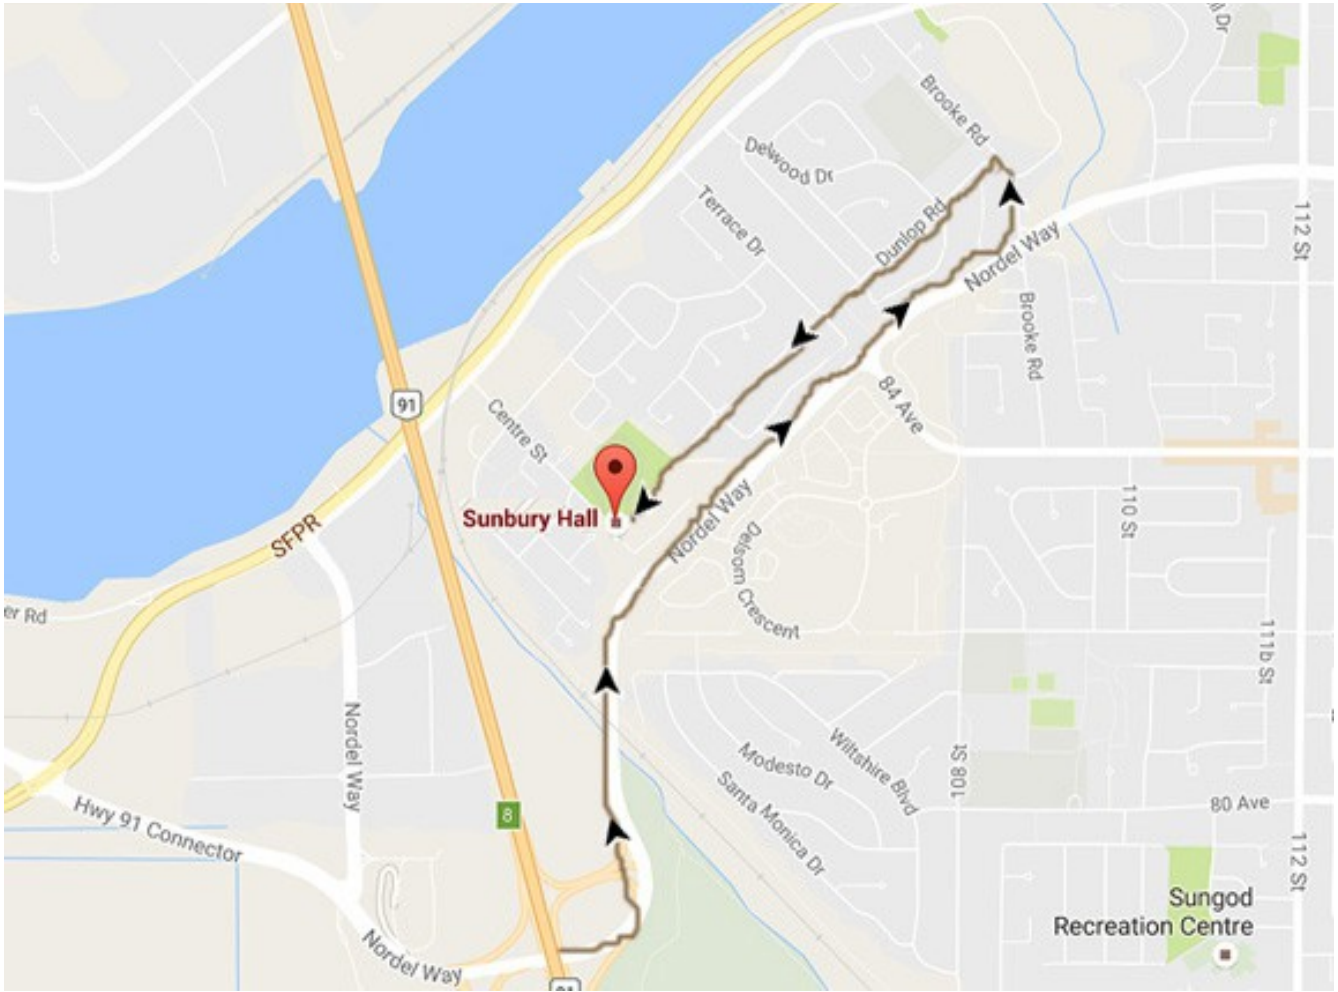 l Dr
Brooke Rd
Delwood Dr
Terrace Dr
Dunlop Rd
112 St
Nordel Way
Brooke Rd
84 Ave
91
Centre St
Sunbury Hall
SFPR
Nordel Way
110 St
Delsom Crescent
er Rd
111b St
Nordel Way
Wiltshire Blvd
Modesto Dr
Santa Monica Dr
108 St
80 Ave
8
Hwy 91 Connector
112 St
Sungod
Recreation Centre
Nordel Way
91